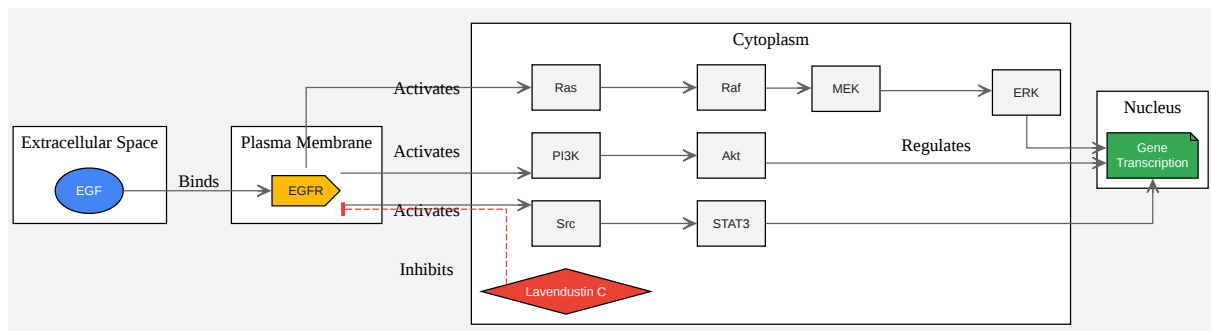 Cytoplasm
Activates
Ras
Raf
MEK
ERK
Nucleus
Extracellular Space
Plasma Membrane
Activates
PI3K
Akt
Regulates
Gene
Transcription
EGF
Binds
EGFR
Activates
Src
STAT3
Inhibits
Lavendustin C